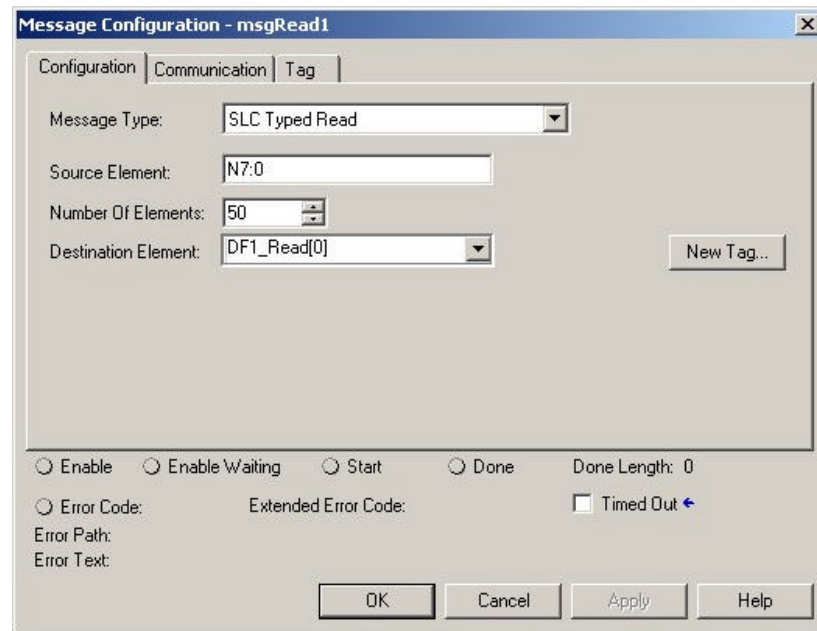 Message Configuration - msgRead1
Configuration Communication Tag
Message Type: SLC Typed Read
Source Element: N7:0
Number Of Elements: 50
Destination Element: DF1_Read[0] New Tag...
Enable Enable Waiting Start Done Done Length: 0
Error Code: Extended Error Code: Timed Out
Error Path:
Error Text:
OK Cancel Apply Help